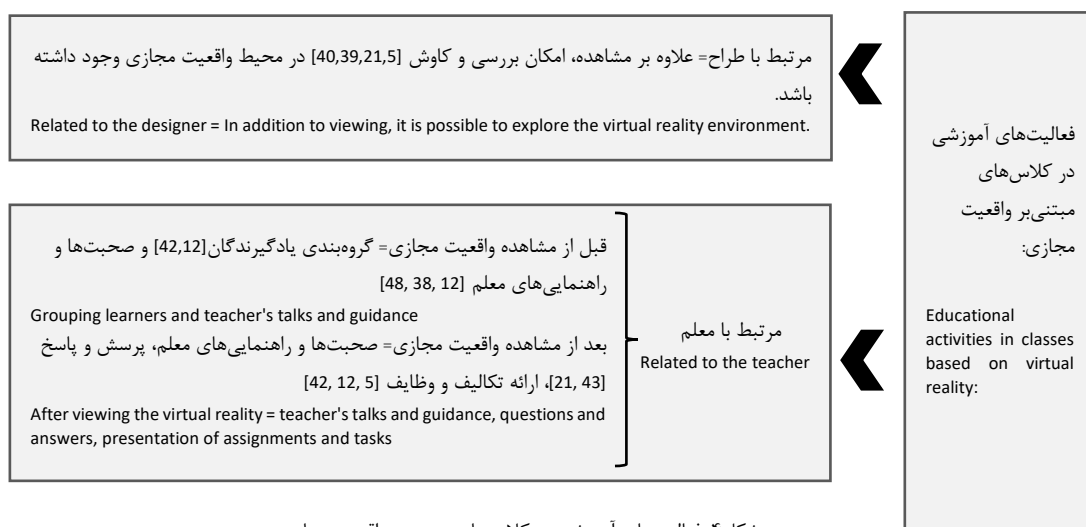 فعالیت‌های آموزشی
در کلاس‌های
مبتنی‌بر واقعیت
مجازی:
Educational
activities in classes
based on virtual
reality:
مرتبط با طراح= علاوه بر مشاهده، امکان بررسی و کاوش [40,39,21,5] در محیط واقعیت مجازی وجود داشته
باشد.
Related to the designer = In addition to viewing, it is possible to explore the virtual reality environment.
مرتبط با معلم
Related to the teacher
قبل از مشاهده واقعیت مجازی= گروه‌بندی یادگیرندگان[42,12] و صحبت‌ها و
راهنمایی‌های معلم [12 ,38 ,48]
Grouping learners and teacher's talks and guidance
بعد از مشاهده واقعیت مجازی= صحبت‌ها و راهنمایی‌های معلم، پرسش و پاسخ
[43 ,21]، ارائه تکالیف و وظایف [5 ,12 ,42]
After viewing the virtual reality = teacher's talks and guidance, questions and
answers, presentation of assignments and tasks